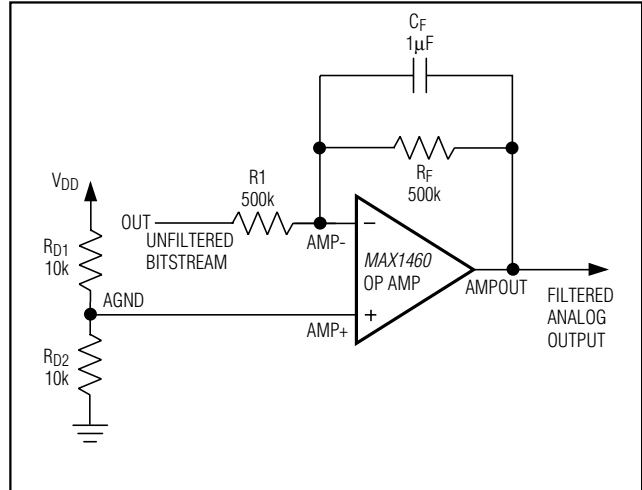 CF
1µF
RF
500k
R1
500k
VDD
OUT
UNFILTERED
BITSTREAM
AMP-
−
MAX1460
OP AMP
AMPOUT
FILTERED
ANALOG
OUTPUT
RD1
10k
AGND
AMP+
+
RD2
10k